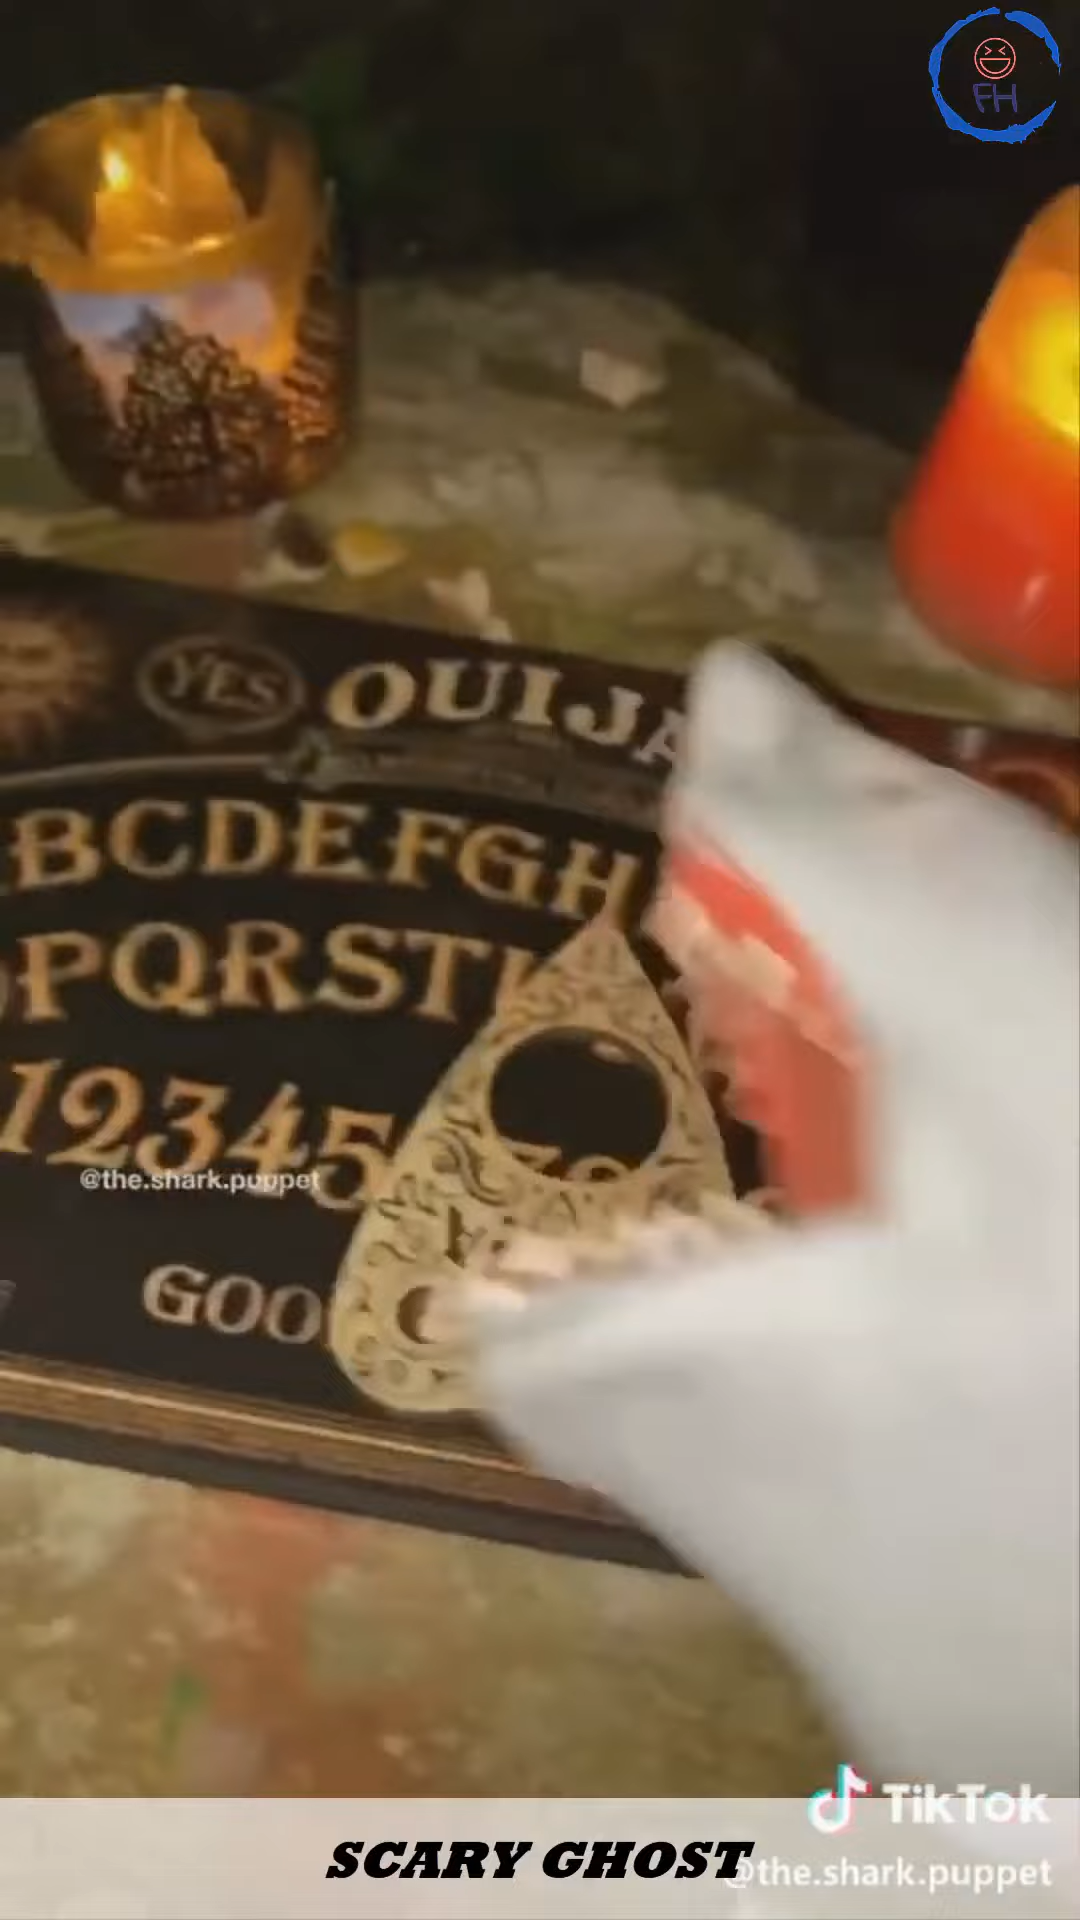 FH
YES
OUIJA
BCDEFGH
PQRST
12345
@the.shark.puppet
GOO
TikTok
SCARY GHOST
@the.shark.puppet